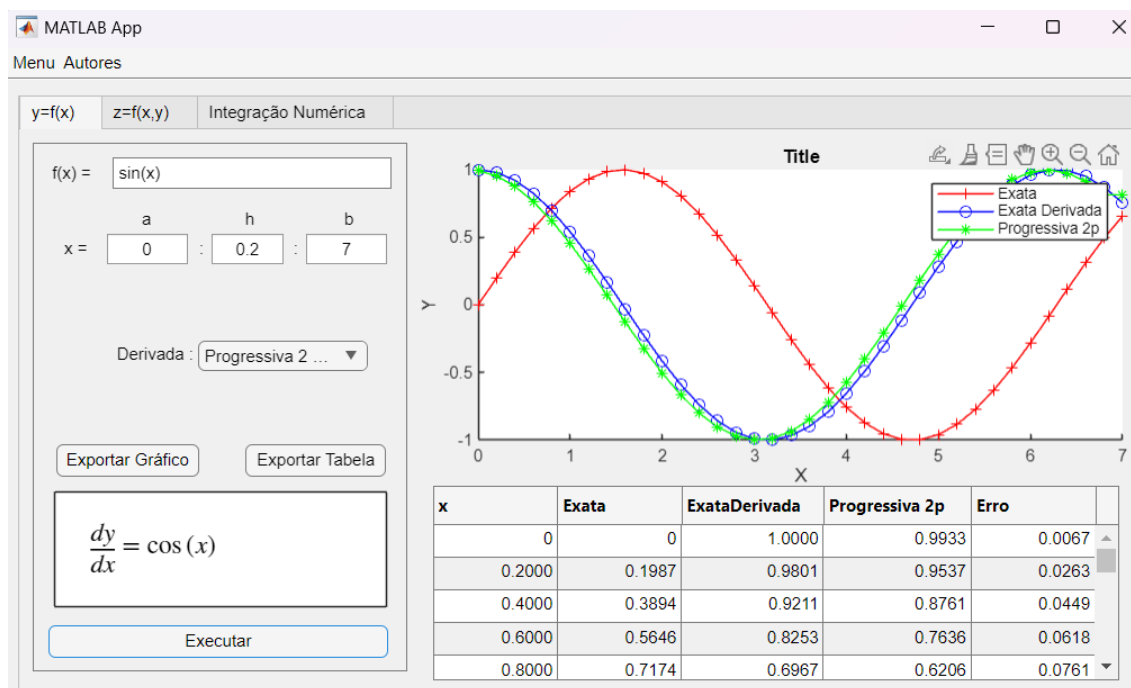 MATLAB App
Menu Autores
y=f(x) z=f(x,y) Integração Numérica
f(x) = sin(x)
a h b
x = 0 : 0.2 : 7
Derivada : Progressiva 2 ...
Exportar Gráfico Exportar Tabela
dy/dx = cos (x)
Executar
Title
Exata
Exata Derivada
Progressiva 2p
1
0.5
0
-0.5
-1
Y
0 1 2 3 4 5 6 7
X
x Exata ExataDerivada Progressiva 2p Erro
0 0 1.0000 0.9933 0.0067
0.2000 0.1987 0.9801 0.9537 0.0263
0.4000 0.3894 0.9211 0.8761 0.0449
0.6000 0.5646 0.8253 0.7636 0.0618
0.8000 0.7174 0.6967 0.6206 0.0761